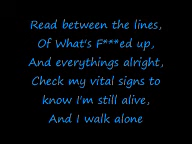 Read between the lines,
Of What's F***ed up,
And everythings alright,
Check my vital signs to
know I'm still alive,
And I walk alone